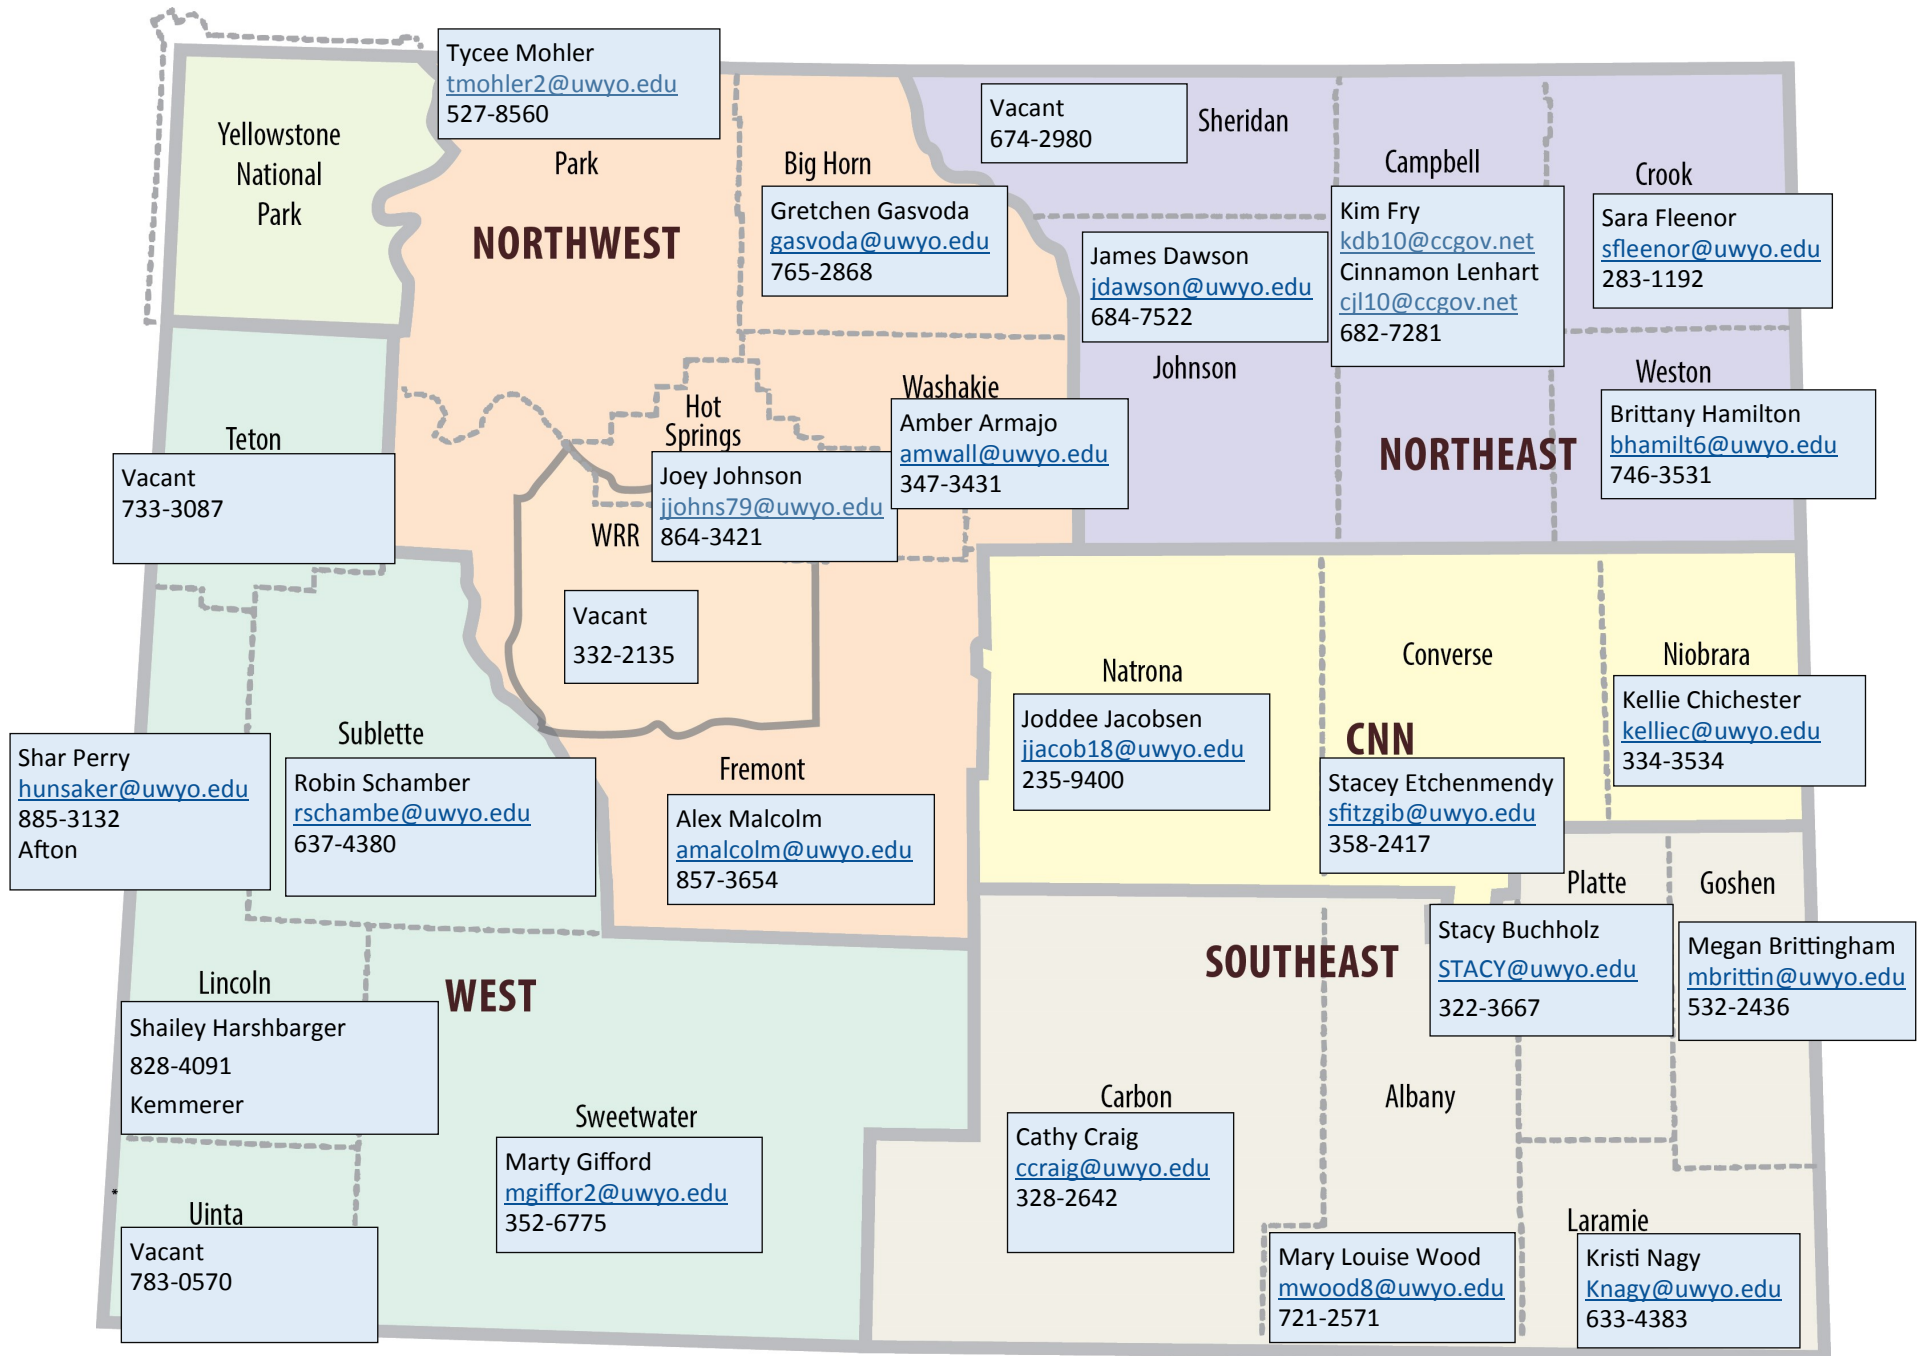 Tycee Mohler
tmohler2@uwyo.edu
527-8560
Yellowstone
National
Park
Park
Big Horn
Gretchen Gasvoda
gasvoda@uwyo.edu
765-2868
NORTHWEST
Vacant
674-2980
Sheridan
Campbell
Kim Fry
kdb10@ccgov.net
Cinnamon Lenhart
cjl10@ccgov.net
682-7281
Crook
Sara Fleenor
sfleenor@uwyo.edu
283-1192
James Dawson
jdawson@uwyo.edu
684-7522
Johnson
Weston
Brittany Hamilton
bhamilt6@uwyo.edu
746-3531
NORTHEAST
Washakie
Amber Armajo
amwall@uwyo.edu
347-3431
Hot
Springs
Joey Johnson
jjohns79@uwyo.edu
864-3421
Teton
Vacant
733-3087
WRR
Vacant
332-2135
Natrona
Joddee Jacobsen
jjacob18@uwyo.edu
235-9400
Converse
CNN
Stacey Etchenmendy
sfitzgib@uwyo.edu
358-2417
Niobrara
Kellie Chichester
kelliec@uwyo.edu
334-3534
Shar Perry
hunsaker@uwyo.edu
885-3132
Afton
Sublette
Robin Schamber
rschambe@uwyo.edu
637-4380
Fremont
Alex Malcolm
amalcolm@uwyo.edu
857-3654
Platte
Stacy Buchholz
STACY@uwyo.edu
322-3667
Goshen
Megan Brittingham
mbrittin@uwyo.edu
532-2436
SOUTHEAST
WEST
Lincoln
Shailey Harshbarger
828-4091
Kemmerer
Sweetwater
Marty Gifford
mgiffor2@uwyo.edu
352-6775
Carbon
Cathy Craig
ccraig@uwyo.edu
328-2642
Albany
Mary Louise Wood
mwood8@uwyo.edu
721-2571
Laramie
Kristi Nagy
Knagy@uwyo.edu
633-4383
*
Uinta
Vacant
783-0570